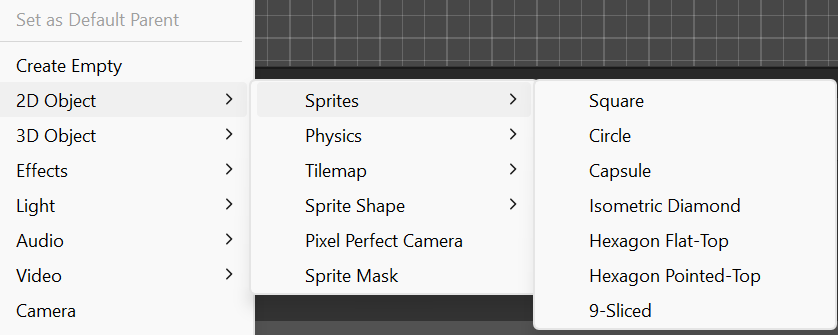 Set as Default Parent
Create Empty
2D Object
3D Object
Effects
Light
Audio
Video
Camera
Sprites
Physics
Tilemap
Sprite Shape
Pixel Perfect Camera
Sprite Mask
Square
Circle
Capsule
Isometric Diamond
Hexagon Flat-Top
Hexagon Pointed-Top
9-Sliced